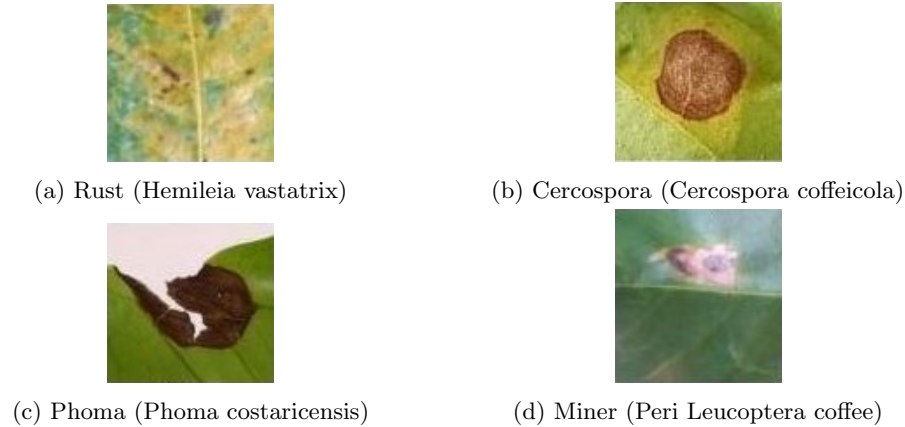 (a) Rust (Hemileia vastatrix)
(b) Cercospora (Cercospora coffeicola)
(c) Phoma (Phoma costaricensis)
(d) Miner (Peri Leucoptera coffee)